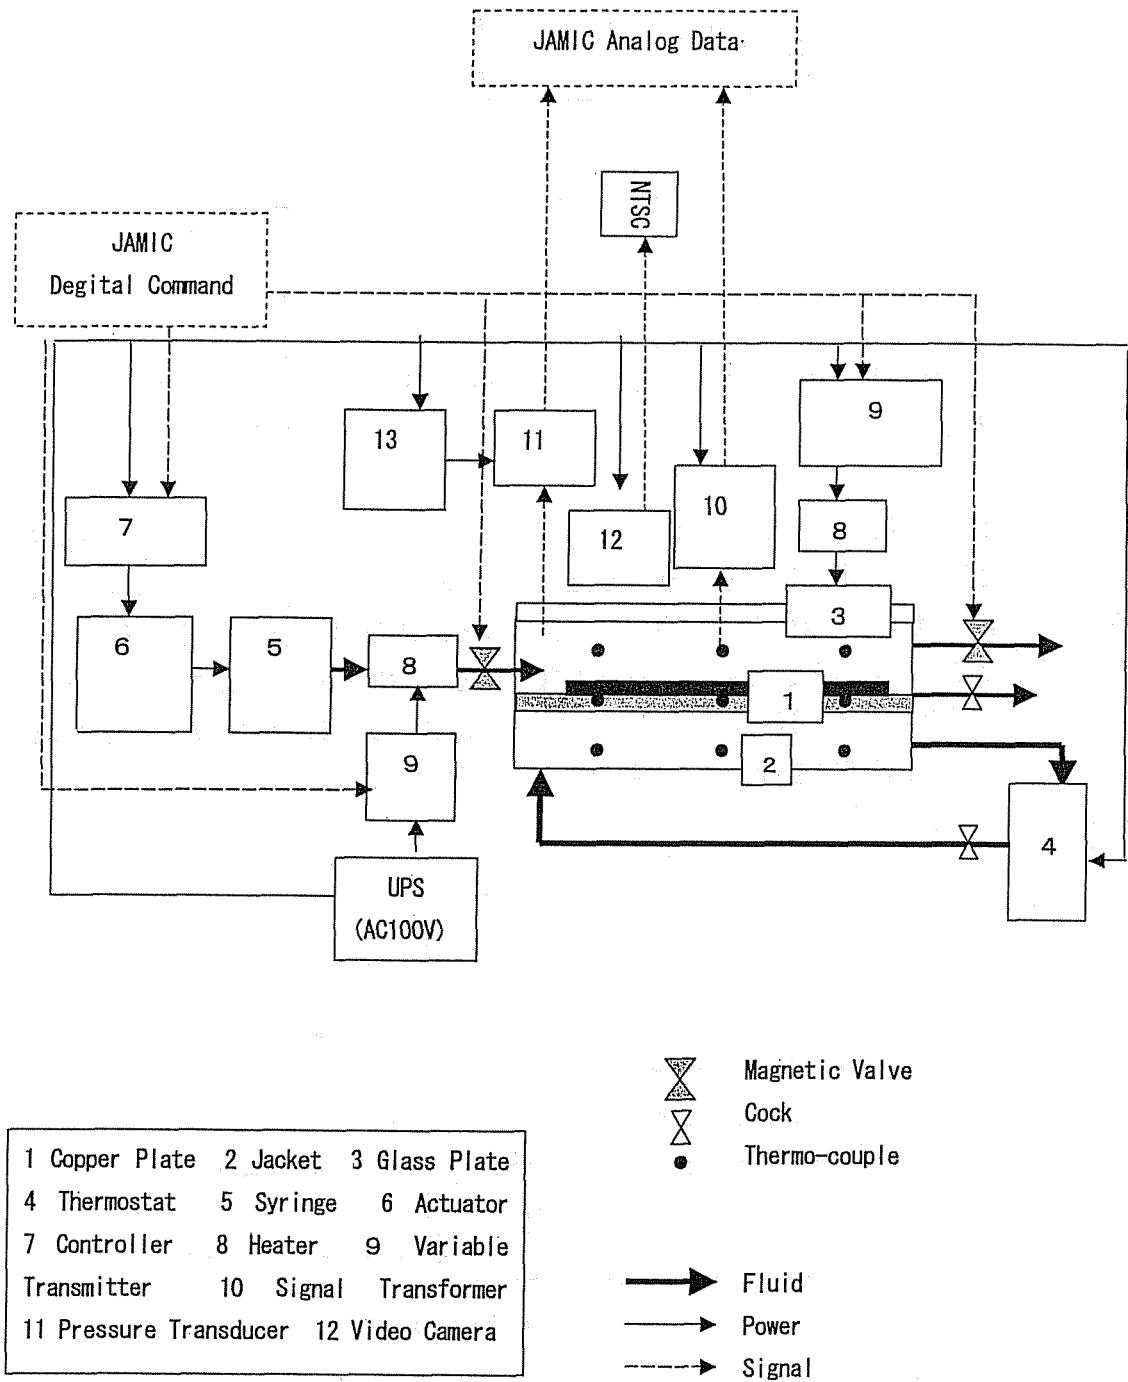 JAMIC Analog Data
NTSC
JAMIC
Degital Command
9
13
11
10
7
12
8
3
6
5
8
1
9
2
4
UPS
(AC100V)
Magnetic Valve
Cock
Thermo-couple
1 Copper Plate 2 Jacket 3 Glass Plate
4 Thermostat 5 Syringe 6 Actuator
7 Controller 8 Heater 9 Variable
Transmitter 10 Signal Transformer
11 Pressure Transducer 12 Video Camera
Fluid
Power
Signal